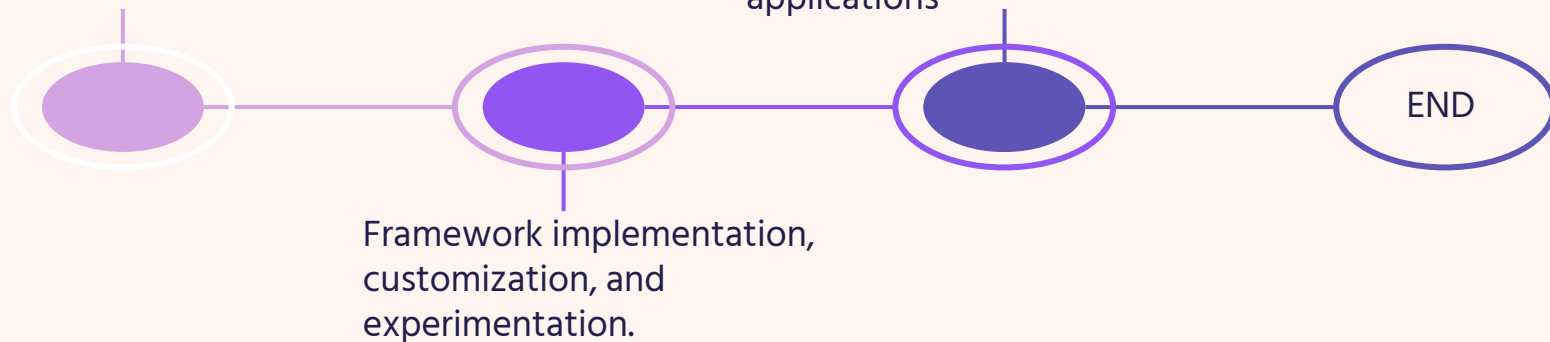 applications
END
Framework implementation,
customization, and
experimentation.